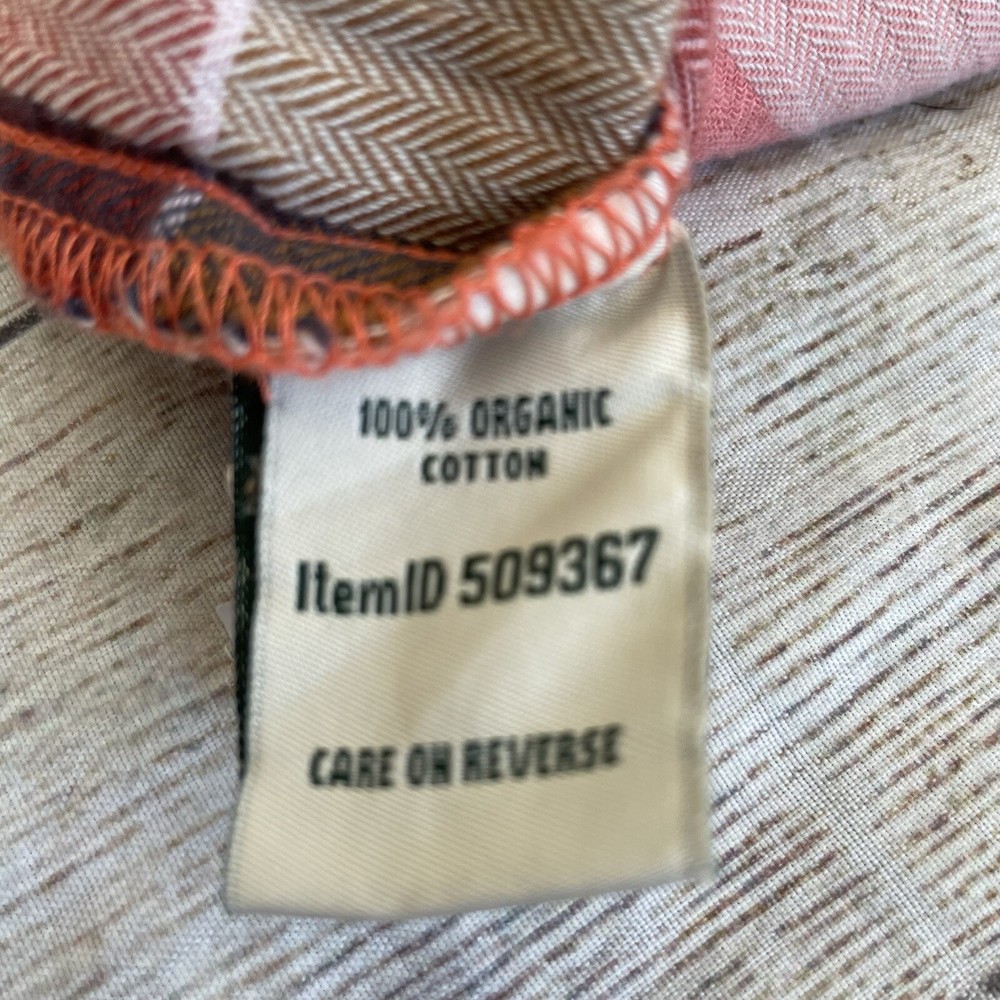 100% ORGANIC
COTTON
ItemID 509367
CARE ON REVERSE